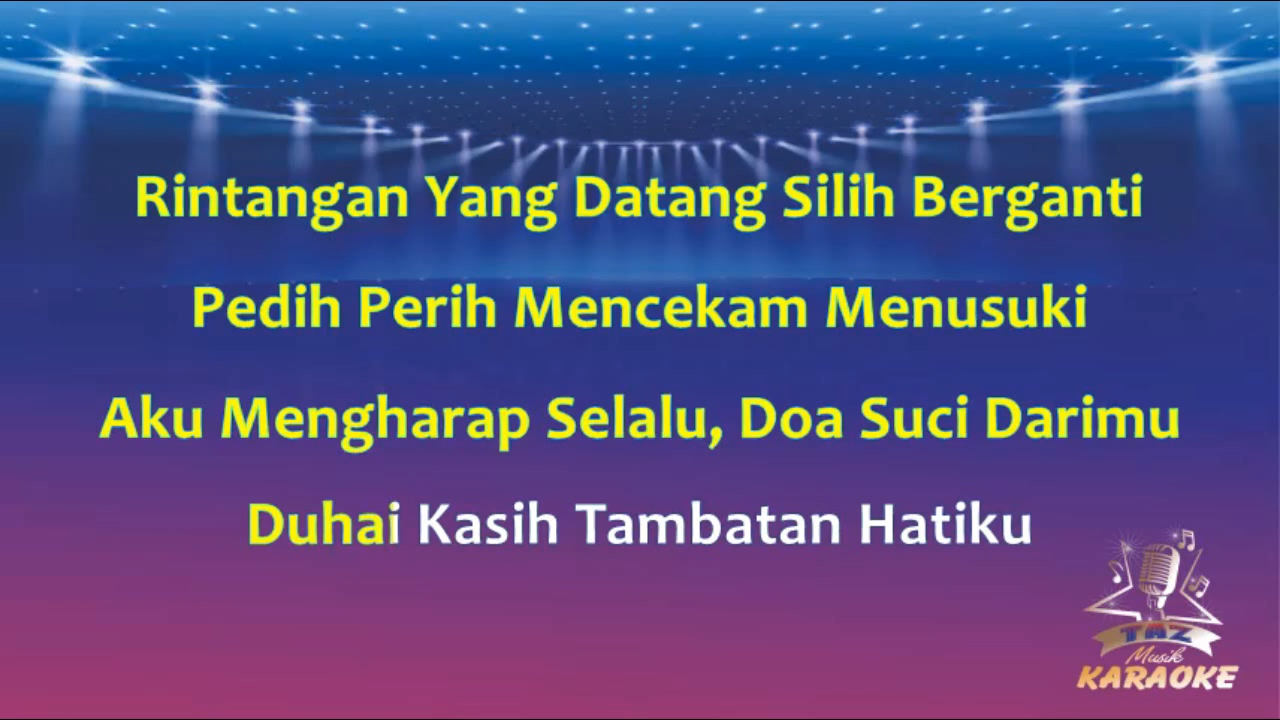 Rintangan Yang Datang Silih Berganti
Pedih Perih Mencekam Menusuki
Aku Mengharap Selalu, Doa Suci Darimu
Duhai Kasih Tambatan Hatiku
TAZ
Musik
KARAOKE